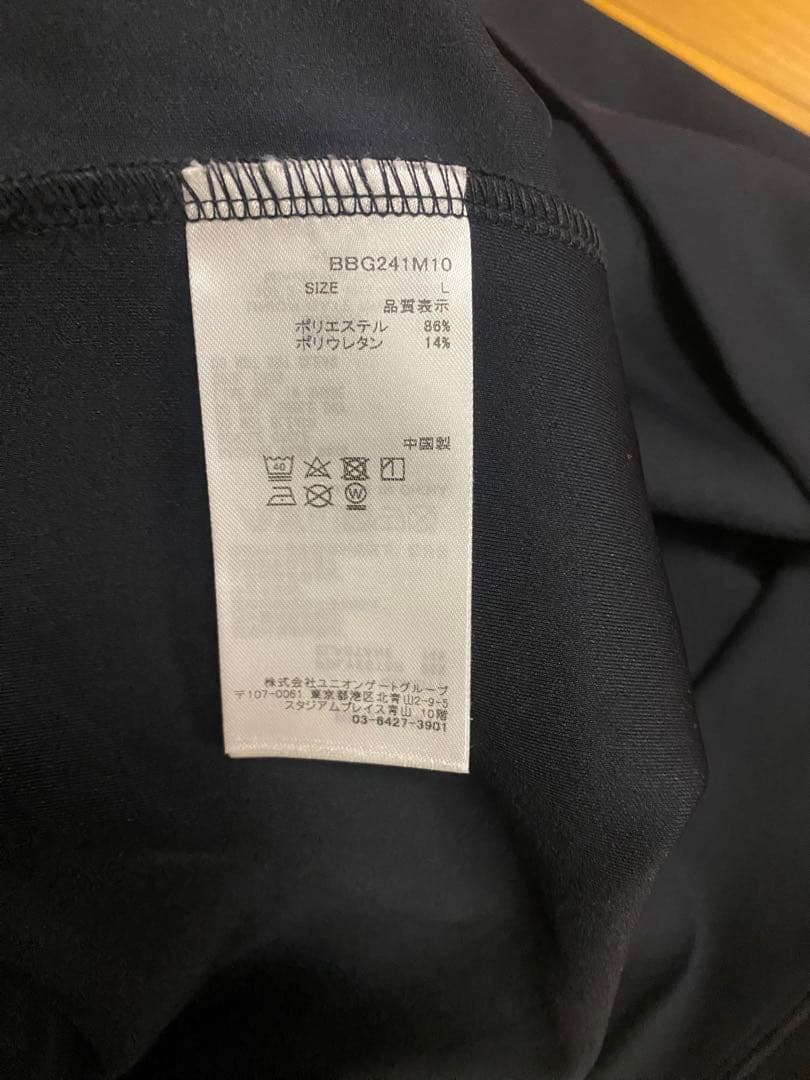 BBG241M10
SIZE L
品質表示
ポリエステル 86%
ポリウレタン 14%
中国製
40
W
株式会社ユニオンゲートグループ
〒107-0061 東京都港区北青山2-9-5
スタジアムプレイス青山 10階
03-6427-3901